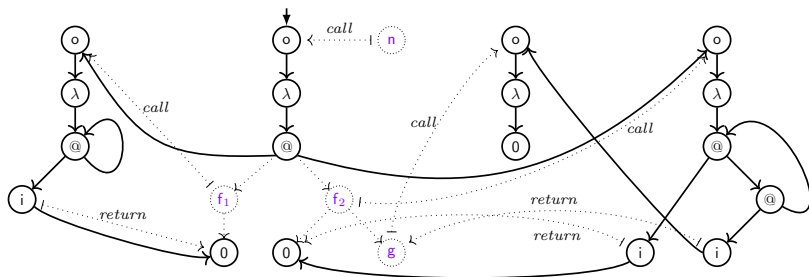 o o n o o
call
λ λ λ λ
call call call
@ @ 0 @
i f₁ f₂ @
return return
0 0 g return i i